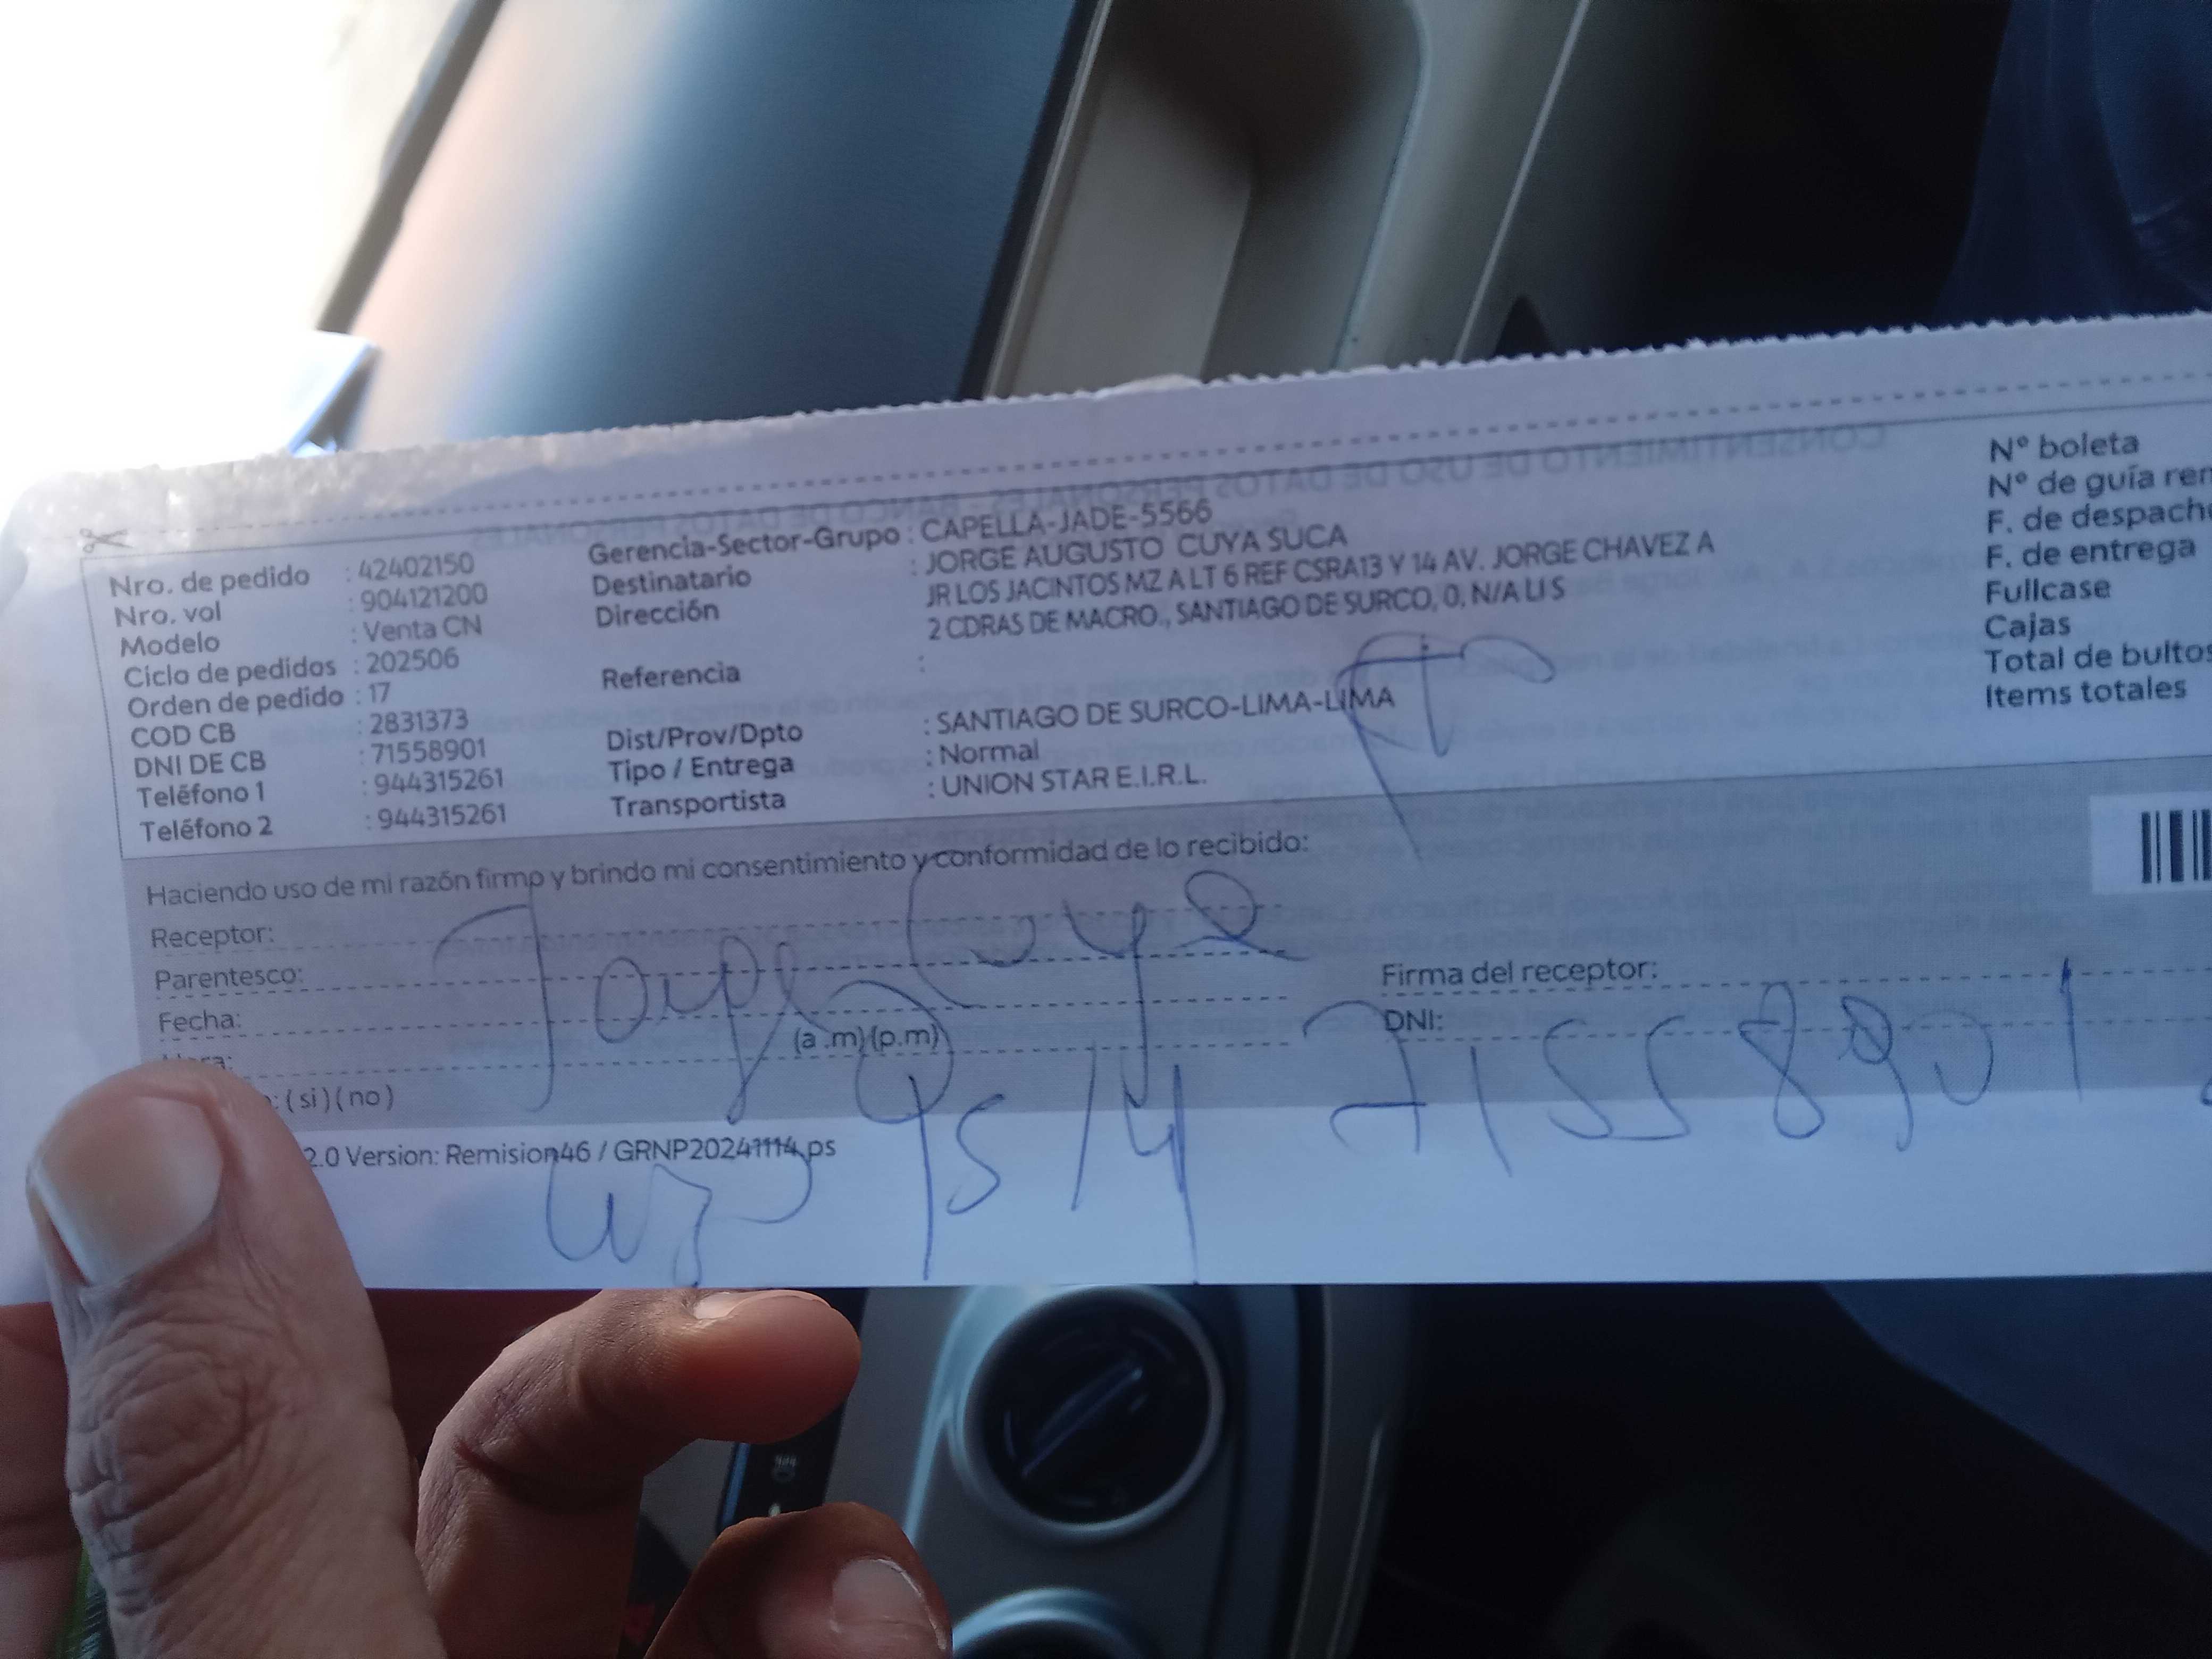 Nro. de pedido : 42402150
Nro. vol : 904121200
Modelo : Venta CN
Ciclo de pedidos : 202506
Orden de pedido : 17
COD CB : 2831373
DNI DE CB : 71558901
Teléfono 1 : 944315261
Teléfono 2 : 944315261
Gerencia-Sector-Grupo : CAPELLA-JADE-5566
Destinatario : JORGE AUGUSTO CUYA SUCA
Dirección : JR LOS JACINTOS MZ A LT 6 REF CSRA13 Y 14 AV. JORGE CHAVEZ A
2 CDRAS DE MACRO., SANTIAGO DE SURCO, 0, N/A LI S
Referencia :
Dist/Prov/Dpto : SANTIAGO DE SURCO-LIMA-LIMA
Tipo / Entrega : Normal
Transportista : UNION STAR E.I.R.L.
N° boleta
N° de guía rem
F. de despacho
F. de entrega
Fullcase
Cajas
Total de bultos
Items totales
Haciendo uso de mi razón firmo y brindo mi consentimiento y conformidad de lo recibido:
Receptor:
Parentesco:
Fecha:
(a .m)(p.m)
(si)(no)
Jorge Cuya
Firma del receptor:
DNI:
15/4
71558901
2.0 Version: Remision46 / GRNP20241114.ps